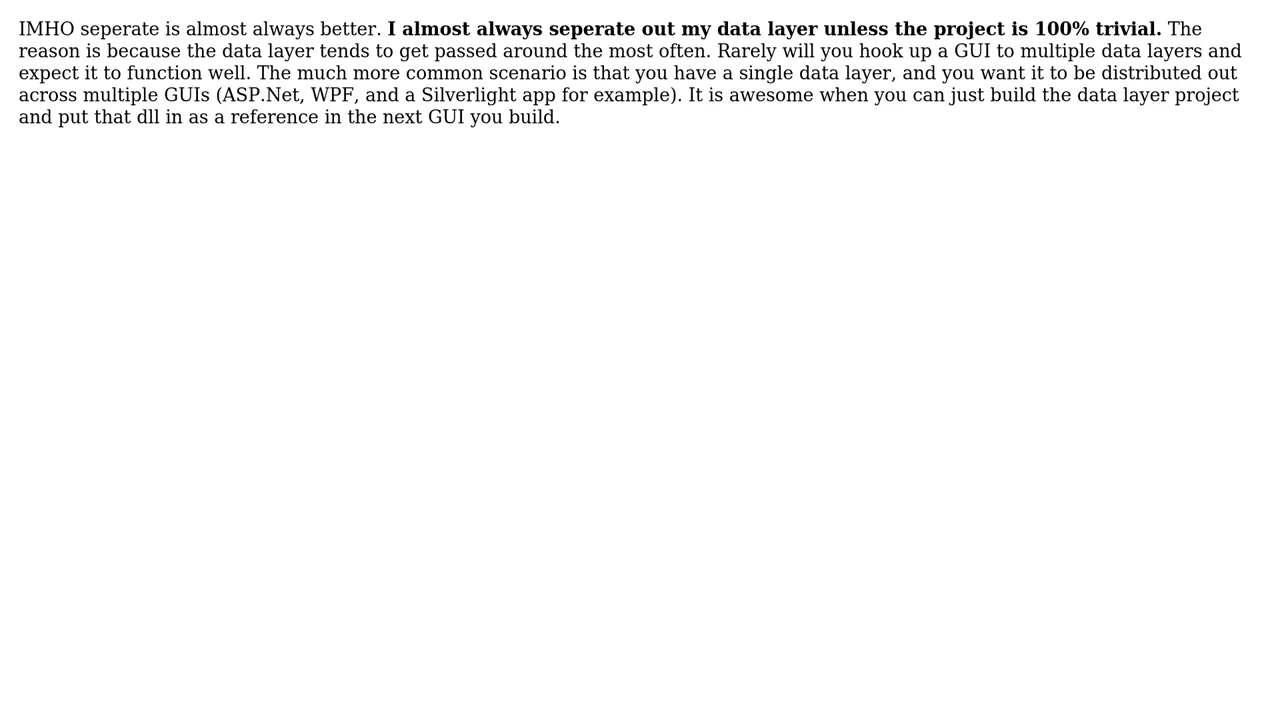 IMHO seperate is almost always better. I almost always seperate out my data layer unless the project is 100% trivial. The
reason is because the data layer tends to get passed around the most often. Rarely will you hook up a GUI to multiple data layers and
expect it to function well. The much more common scenario is that you have a single data layer, and you want it to be distributed out
across multiple GUIs (ASP.Net, WPF, and a Silverlight app for example). It is awesome when you can just build the data layer project
and put that dll in as a reference in the next GUI you build.